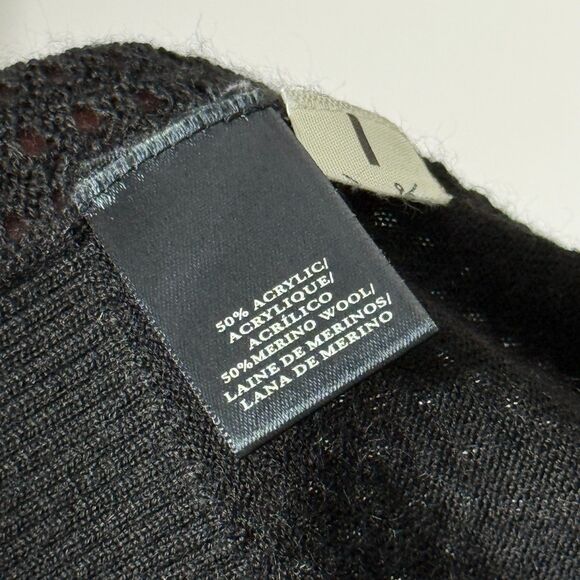 50% ACRYLIC/
ACRYLIQUE/
ACRÍLICO
50%MERINO WOOL/
LAINE DE MERINOS/
LANA DE MERINO